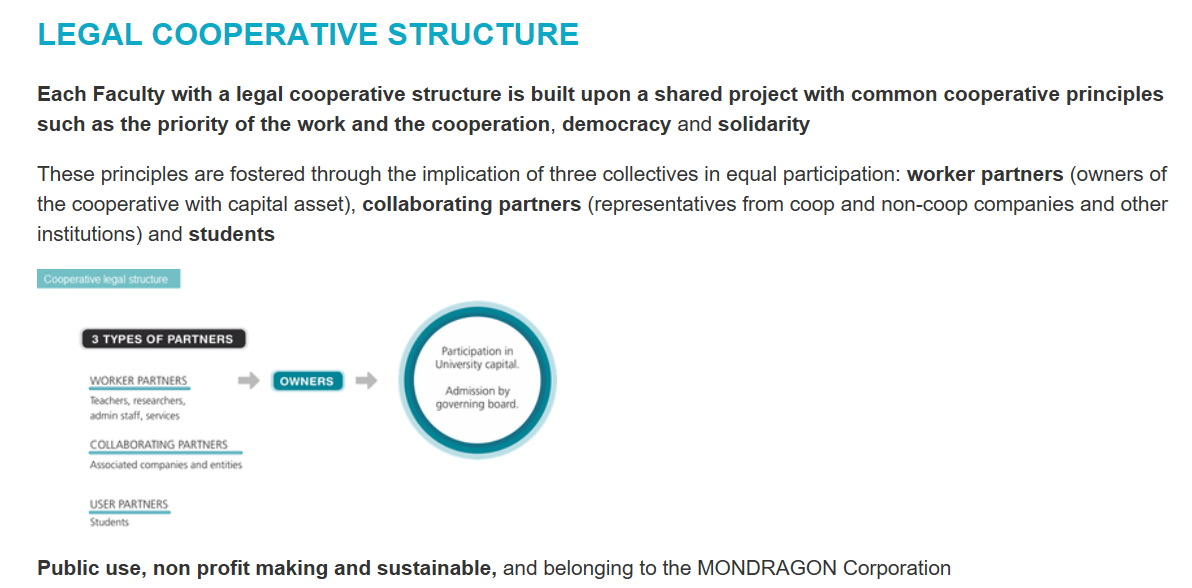 LEGAL COOPERATIVE STRUCTURE
Each Faculty with a legal cooperative structure is built upon a shared project with common cooperative principles
such as the priority of the work and the cooperation, democracy and solidarity
These principles are fostered through the implication of three collectives in equal participation: worker partners (owners of
the cooperative with capital asset), collaborating partners (representatives from coop and non-coop companies and other
institutions) and students
Cooperative legal structure
3 TYPES OF PARTNERS
WORKER PARTNERS
Teachers, researchers,
admin staff, services
OWNERS
Participation in
University capital.
Admission by
governing board.
COLLABORATING PARTNERS
Associated companies and entities
USER PARTNERS
Students
Public use, non profit making and sustainable, and belonging to the MONDRAGON Corporation